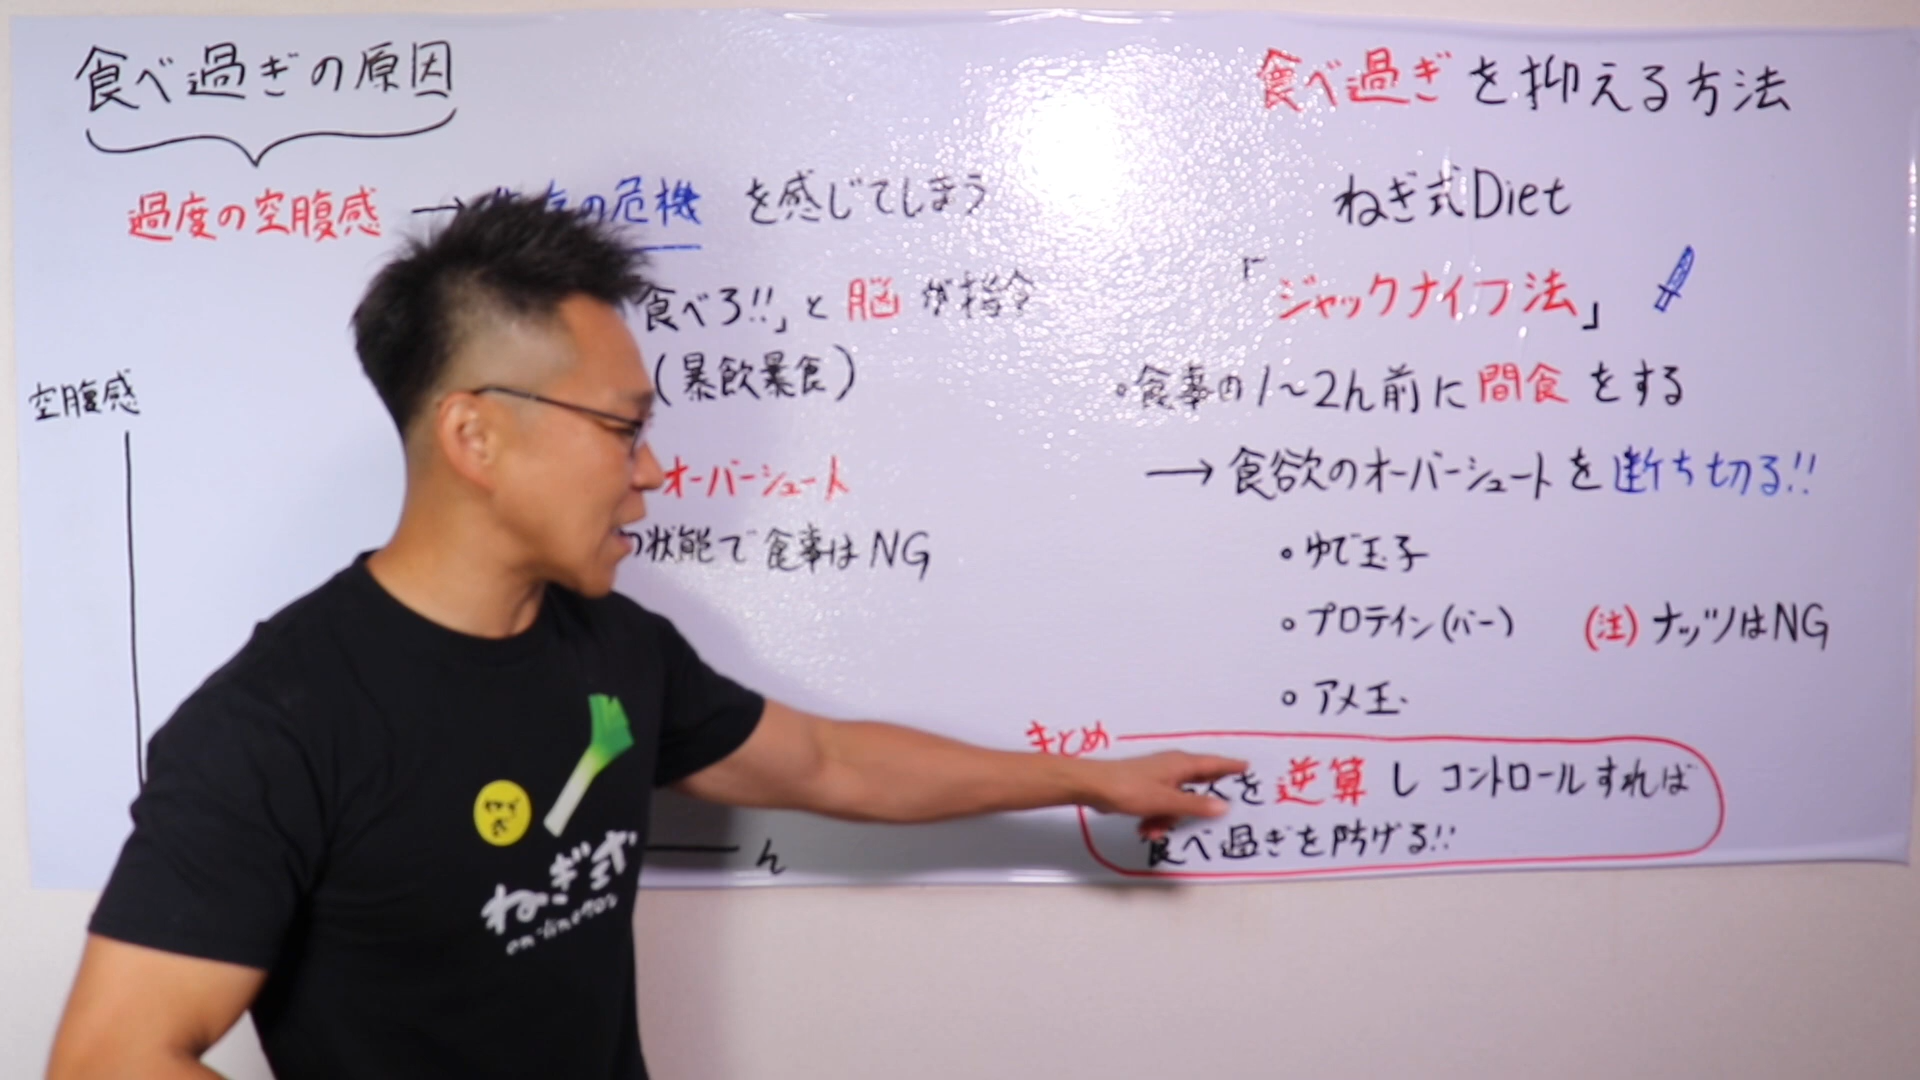 食べ過ぎの原因
過度の空腹感 → の危機 を感じてしまう
食べろ!!」と 脳 が指令
(暴飲暴食)
空腹感
オーバーシュート
の状態で食事はNG
h
食べ過ぎを抑える方法
ねぎ式Diet
「ジャックナイフ法」
・食事の1〜2h前に間食をする
→ 食欲のオーバーシュートを断ち切る!!
・ゆで玉子
・プロテイン(バー) (注)ナッツはNG
・アメ玉
まとめ
を逆算しコントロールすれば
食べ過ぎを防げる!!
ねぎ式